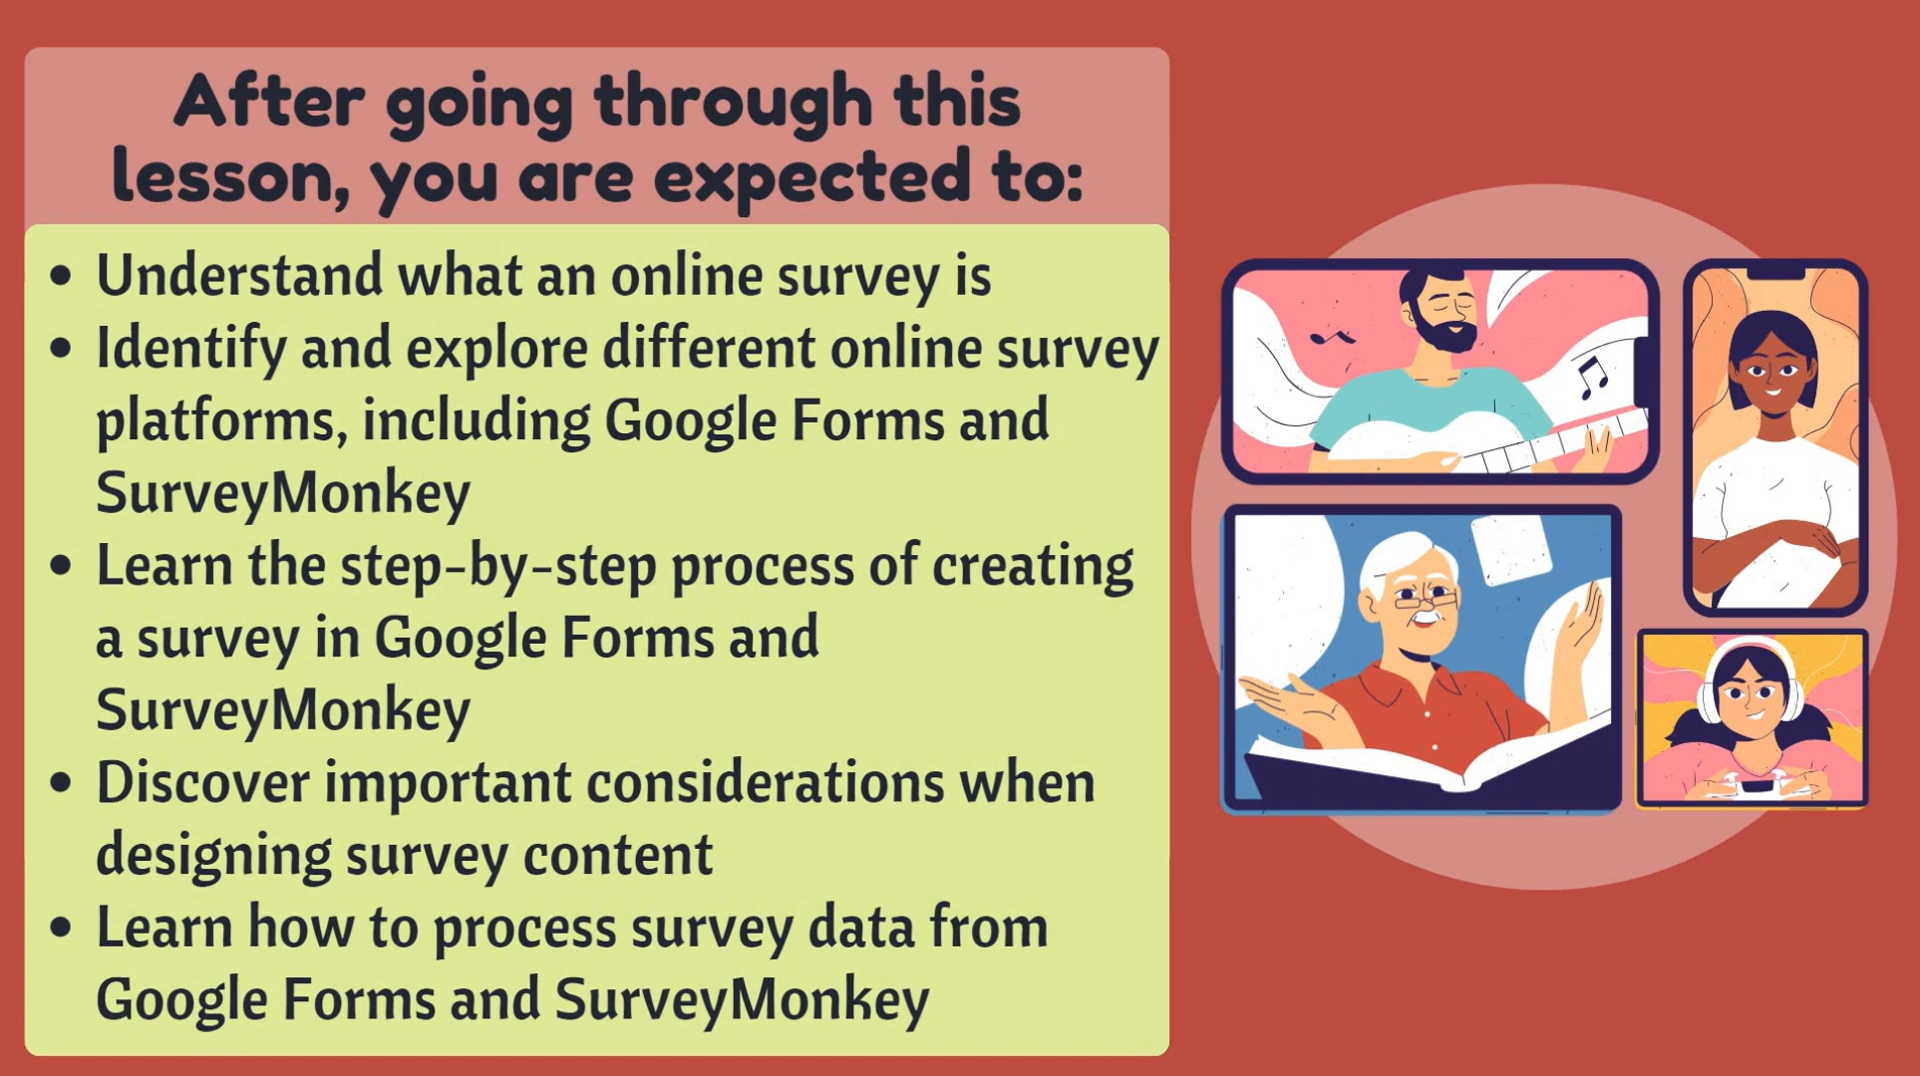 After going through this
lesson, you are expected to:
• Understand what an online survey is
• Identify and explore different online survey
platforms, including Google Forms and
SurveyMonkey
• Learn the step-by-step process of creating
a survey in Google Forms and
SurveyMonkey
• Discover important considerations when
designing survey content
• Learn how to process survey data from
Google Forms and SurveyMonkey